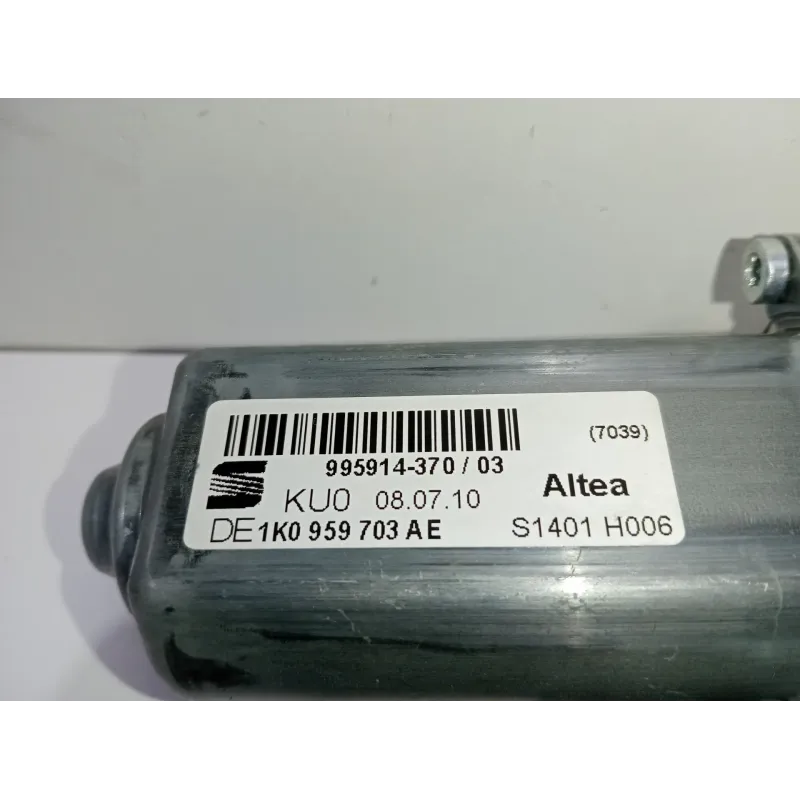 (7039)
995914-370 / 03
KU0 08.07.10 Altea
DE 1K0 959 703 AE S1401 H006